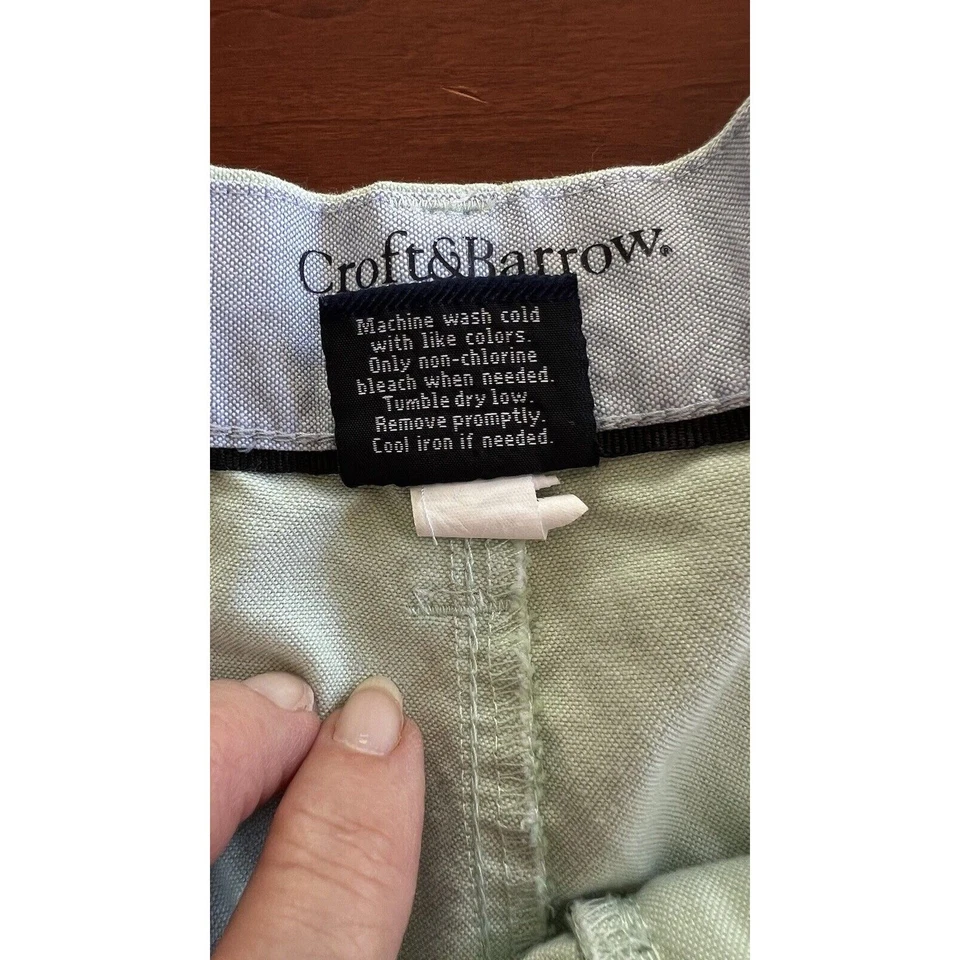 Croft&Barrow®
Machine wash cold
with like colors.
Only non-chlorine
bleach when needed.
Tumble dry low.
Remove promptly.
Cool iron if needed.